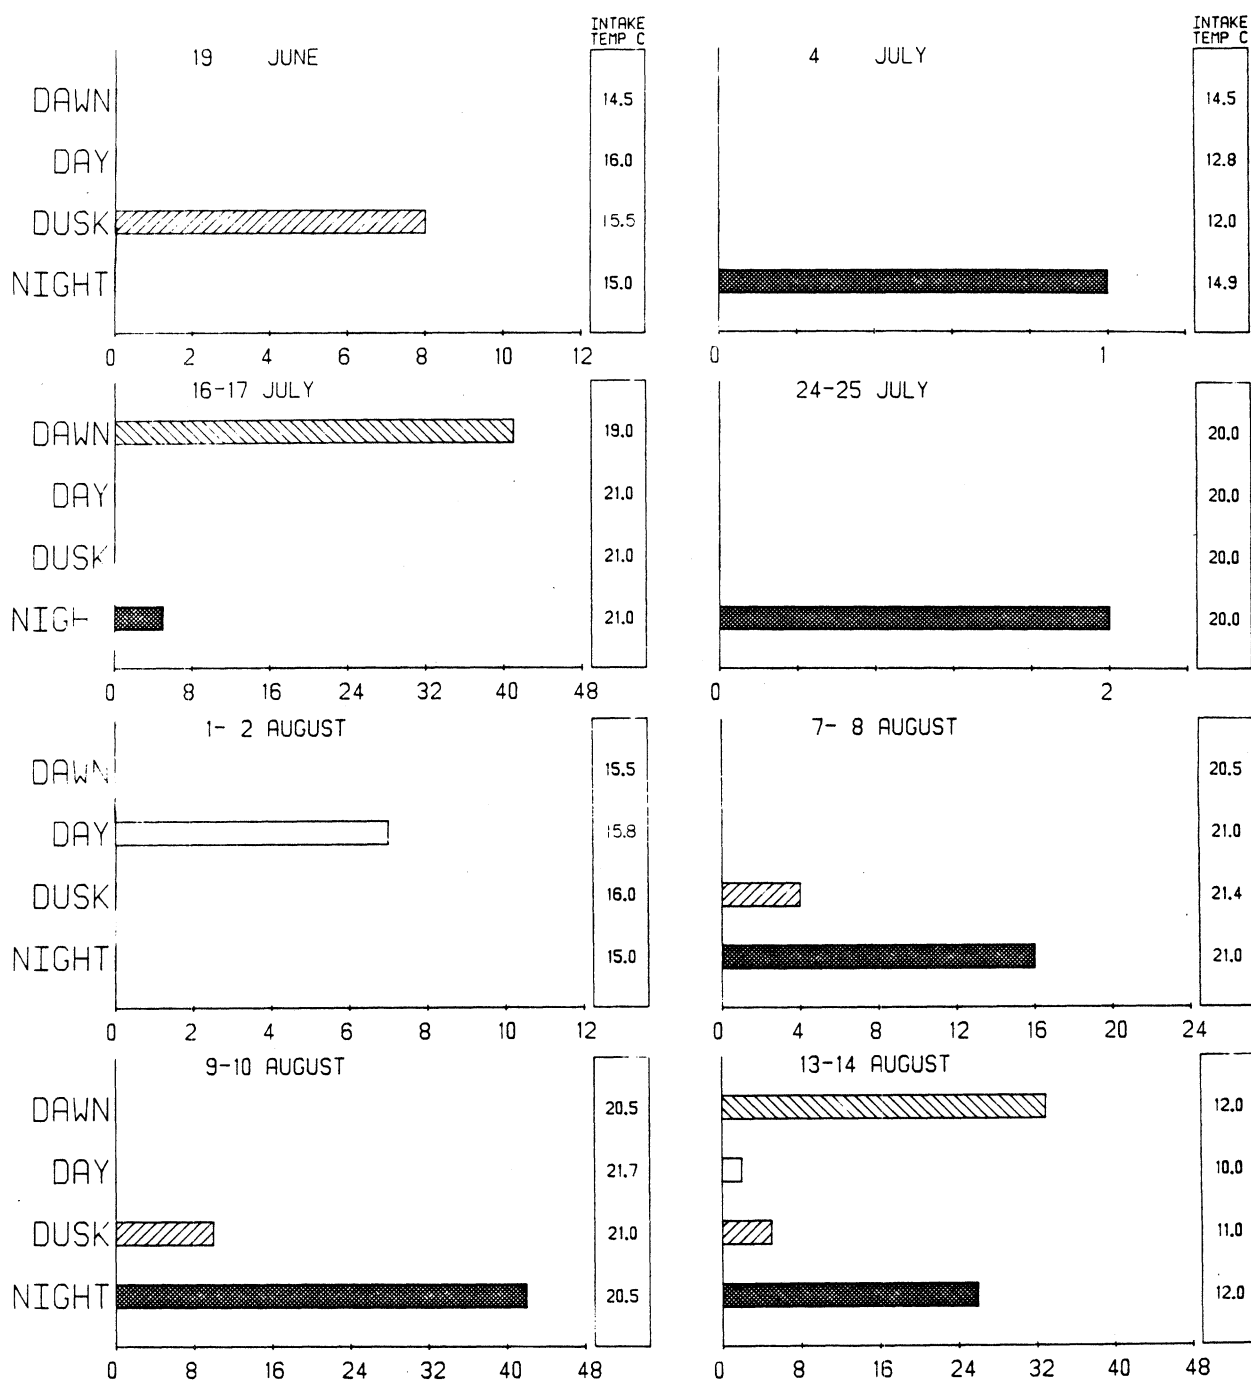 INTAKE
TEMP C
19 JUNE
DAWN 14.5
DAY 16.0
DUSK 15.5
NIGHT 15.0
0 2 4 6 8 10 12
INTAKE
TEMP C
4 JULY
14.5
12.8
12.0
14.9
0 1
16-17 JULY
DAWN 19.0
DAY 21.0
DUSK 21.0
NIGH 21.0
0 8 16 24 32 40 48
24-25 JULY
20.0
20.0
20.0
20.0
0 2
1- 2 AUGUST
DAWN 15.5
DAY 15.8
DUSK 16.0
NIGHT 15.0
0 2 4 6 8 10 12
7- 8 AUGUST
20.5
21.0
21.4
21.0
0 4 8 12 16 20 24
9-10 AUGUST
DAWN 20.5
DAY 21.7
DUSK 21.0
NIGHT 20.5
0 8 16 24 32 40 48
13-14 AUGUST
12.0
10.0
11.0
12.0
0 8 16 24 32 40 48